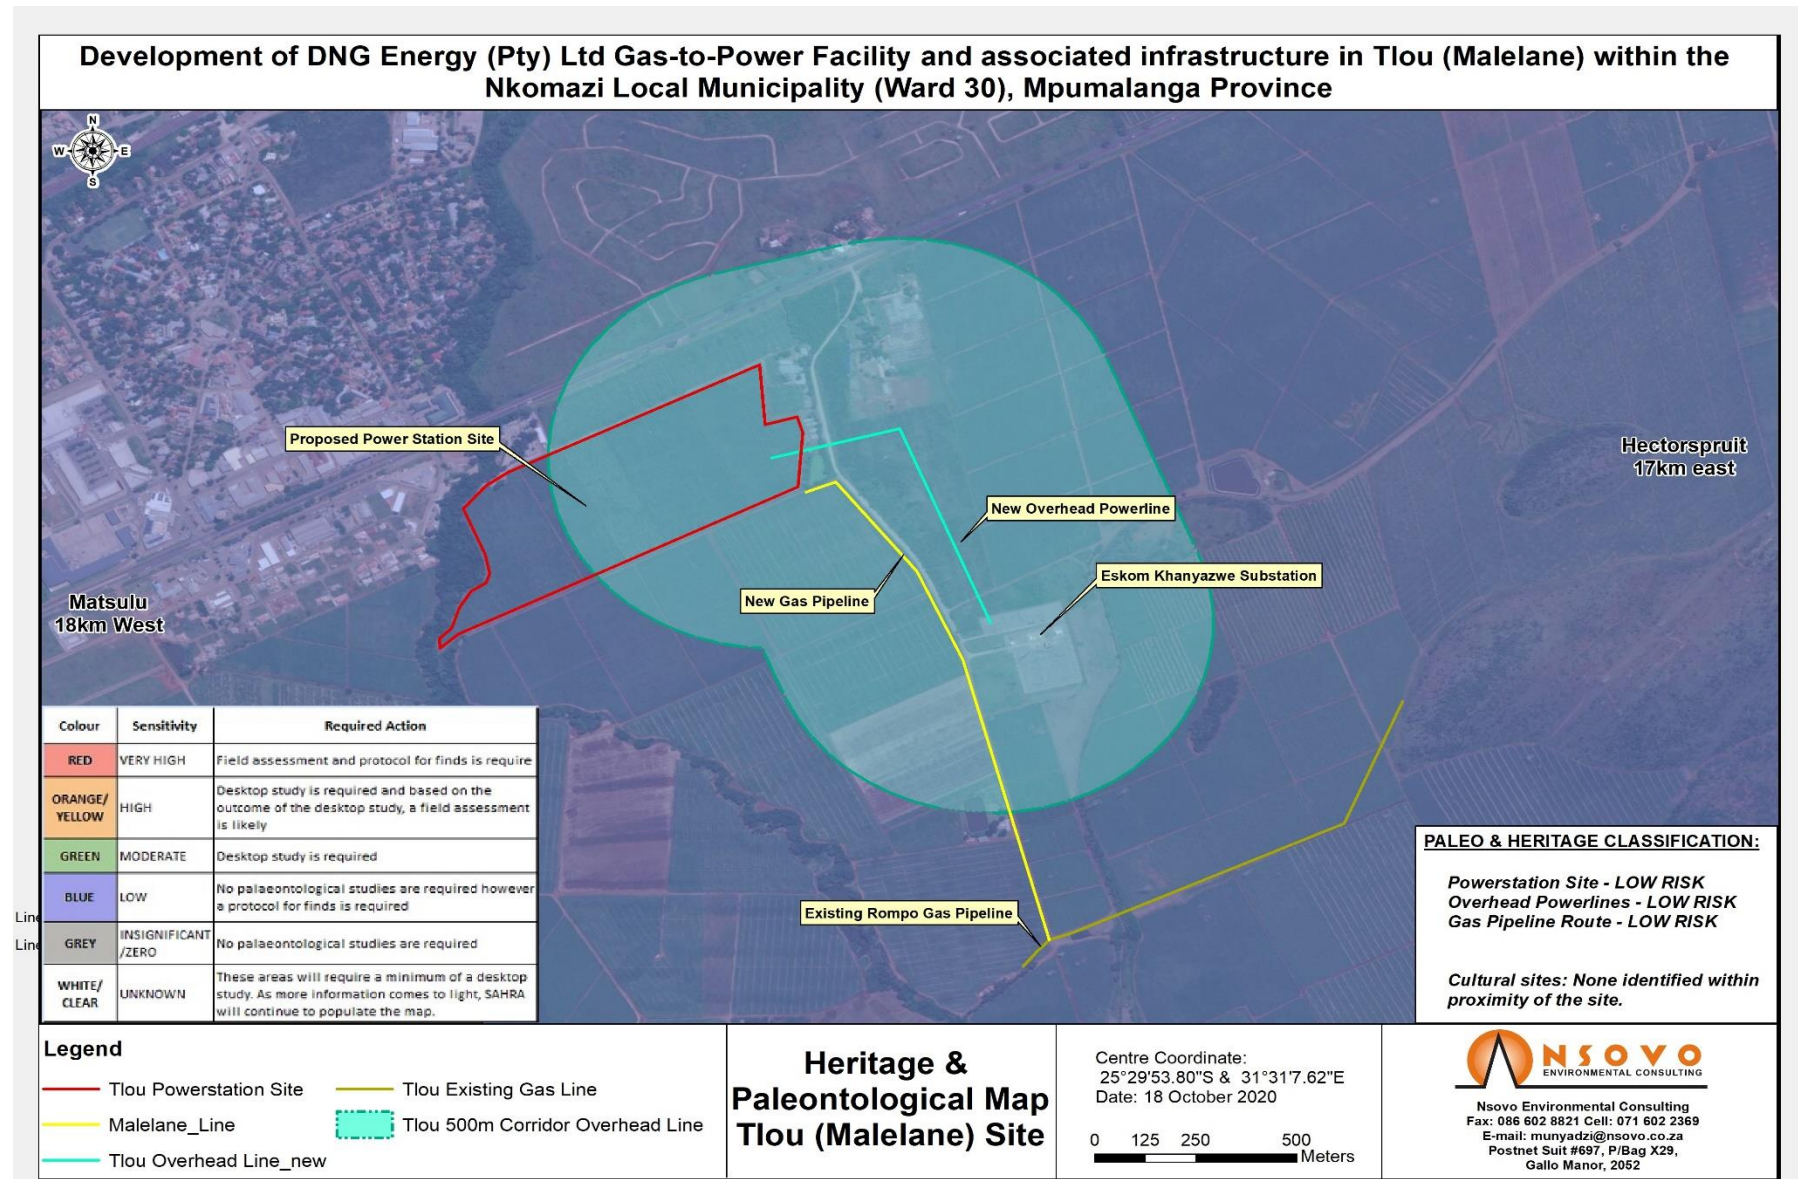 Development of DNG Energy (Pty) Ltd Gas-to-Power Facility and associated infrastructure in Tlou (Malelane) within the
Nkomazi Local Municipality (Ward 30), Mpumalanga Province
N
W
E
S
Proposed Power Station Site
Hectorspruit
17km east
New Overhead Powerline
Eskom Khanyazwe Substation
New Gas Pipeline
Matsulu
18km West
Existing Rompo Gas Pipeline
Colour Sensitivity Required Action
RED VERY HIGH Field assessment and protocol for finds is require
ORANGE/
YELLOW
HIGH
Desktop study is required and based on the
outcome of the desktop study, a field assessment
is likely
GREEN MODERATE Desktop study is required
BLUE LOW
No palaeontological studies are required however
a protocol for finds is required
GREY
INSIGNIFICANT
/ZERO
No palaeontological studies are required
WHITE/
CLEAR
UNKNOWN
These areas will require a minimum of a desktop
study. As more information comes to light, SAHRA
will continue to populate the map.
Line
Line
PALEO & HERITAGE CLASSIFICATION:
Powerstation Site - LOW RISK
Overhead Powerlines - LOW RISK
Gas Pipeline Route - LOW RISK
Cultural sites: None identified within
proximity of the site.
Legend
Tlou Powerstation Site
Malelane_Line
Tlou Overhead Line_new
Tlou Existing Gas Line
Tlou 500m Corridor Overhead Line
Heritage &
Paleontological Map
Tlou (Malelane) Site
Centre Coordinate:
25°29'53.80"S & 31°31'7.62"E
Date: 18 October 2020
0 125 250 500
Meters
NSOVO
ENVIRONMENTAL CONSULTING
Nsovo Environmental Consulting
Fax: 086 602 8821 Cell: 071 602 2369
E-mail: munyadzi@nsovo.co.za
Postnet Suit #697, P/Bag X29,
Gallo Manor, 2052